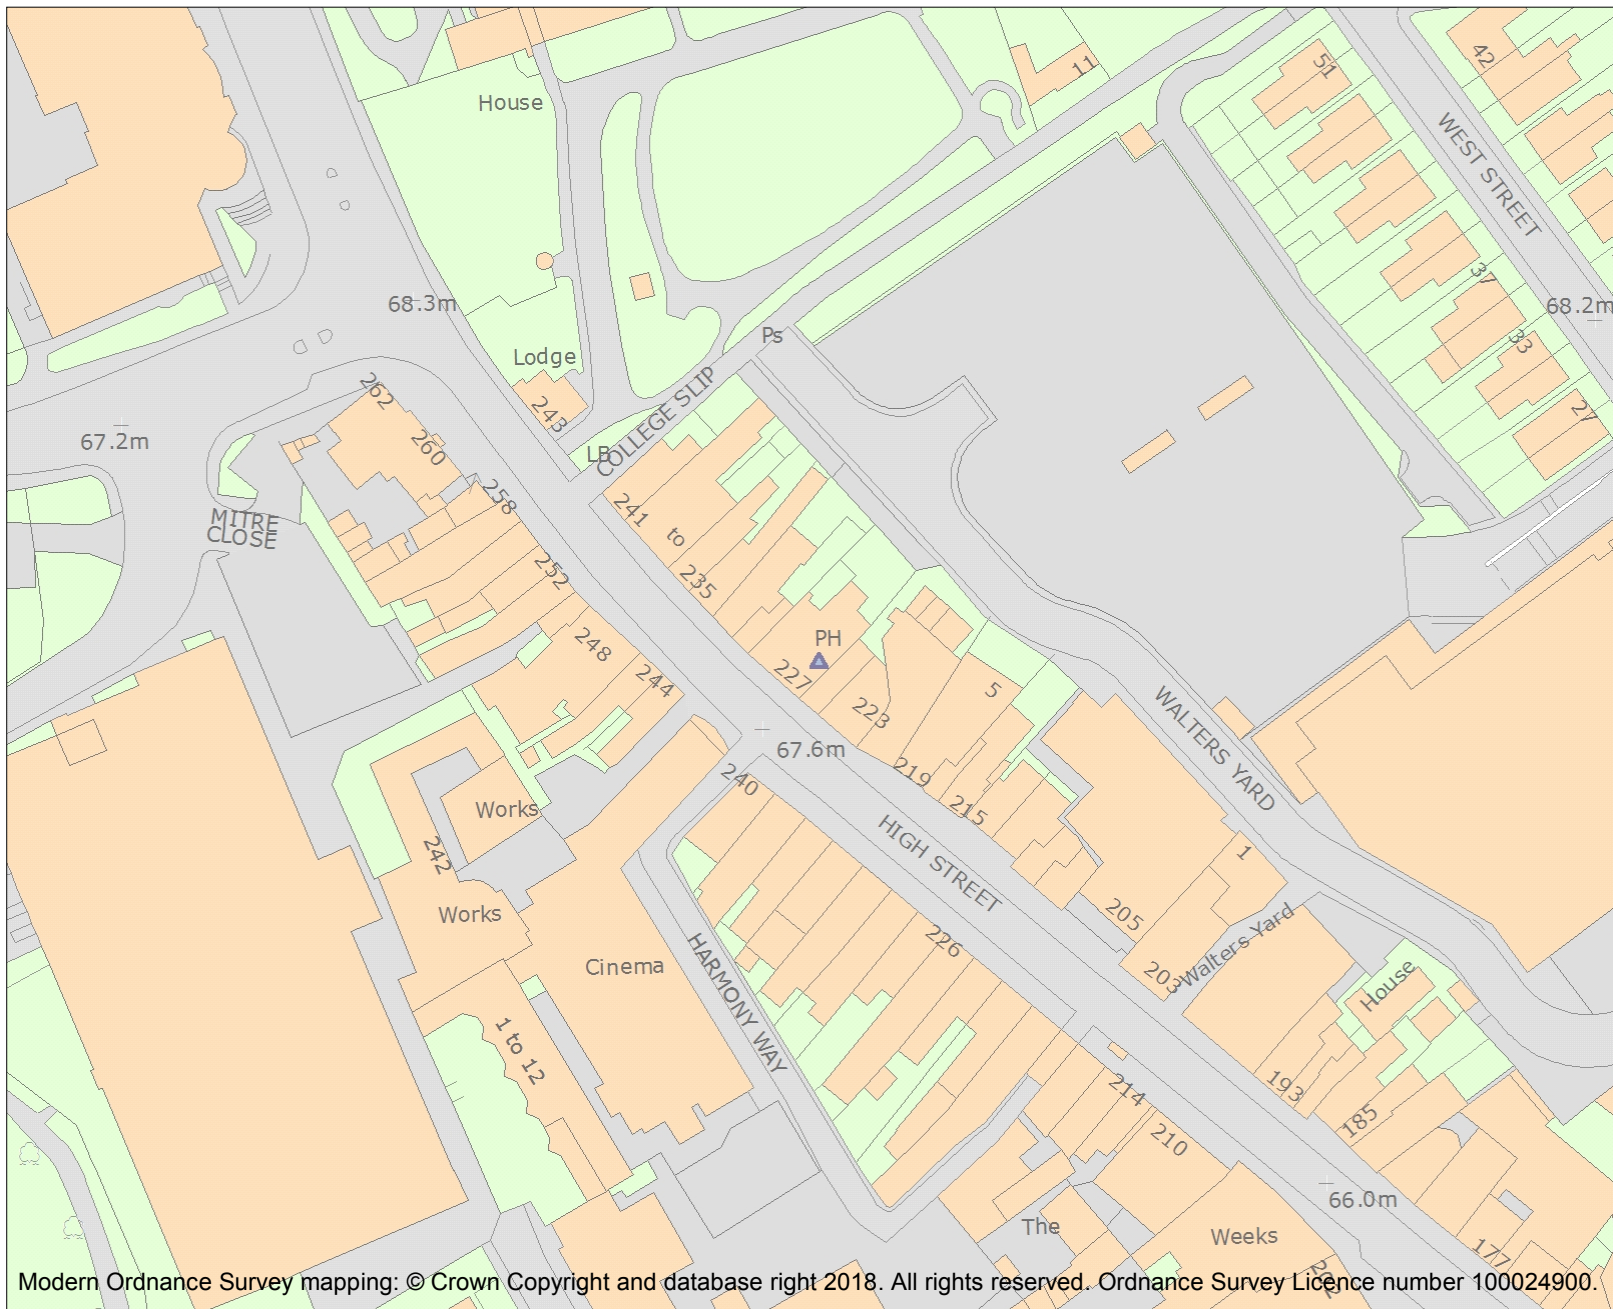 House
11
51
42
WEST STREET
68.3m
Ps
37
68.2m
33
Lodge
262
243
COLLEGE SLIP
27
67.2m
260
LB
258
241
to
MITRE
CLOSE
252
235
PH
248
227
244
5
223
WALTERS YARD
67.6m
219
240
215
Works
HIGH STREET
242
1
Works
205
226
Walters Yard
Cinema
203
House
HARMONY WAY
1 to 12
193
214
185
210
66.0m
The
Weeks
177
202
Modern Ordnance Survey mapping: © Crown Copyright and database right 2018. All rights reserved. Ordnance Survey Licence number 100024900.